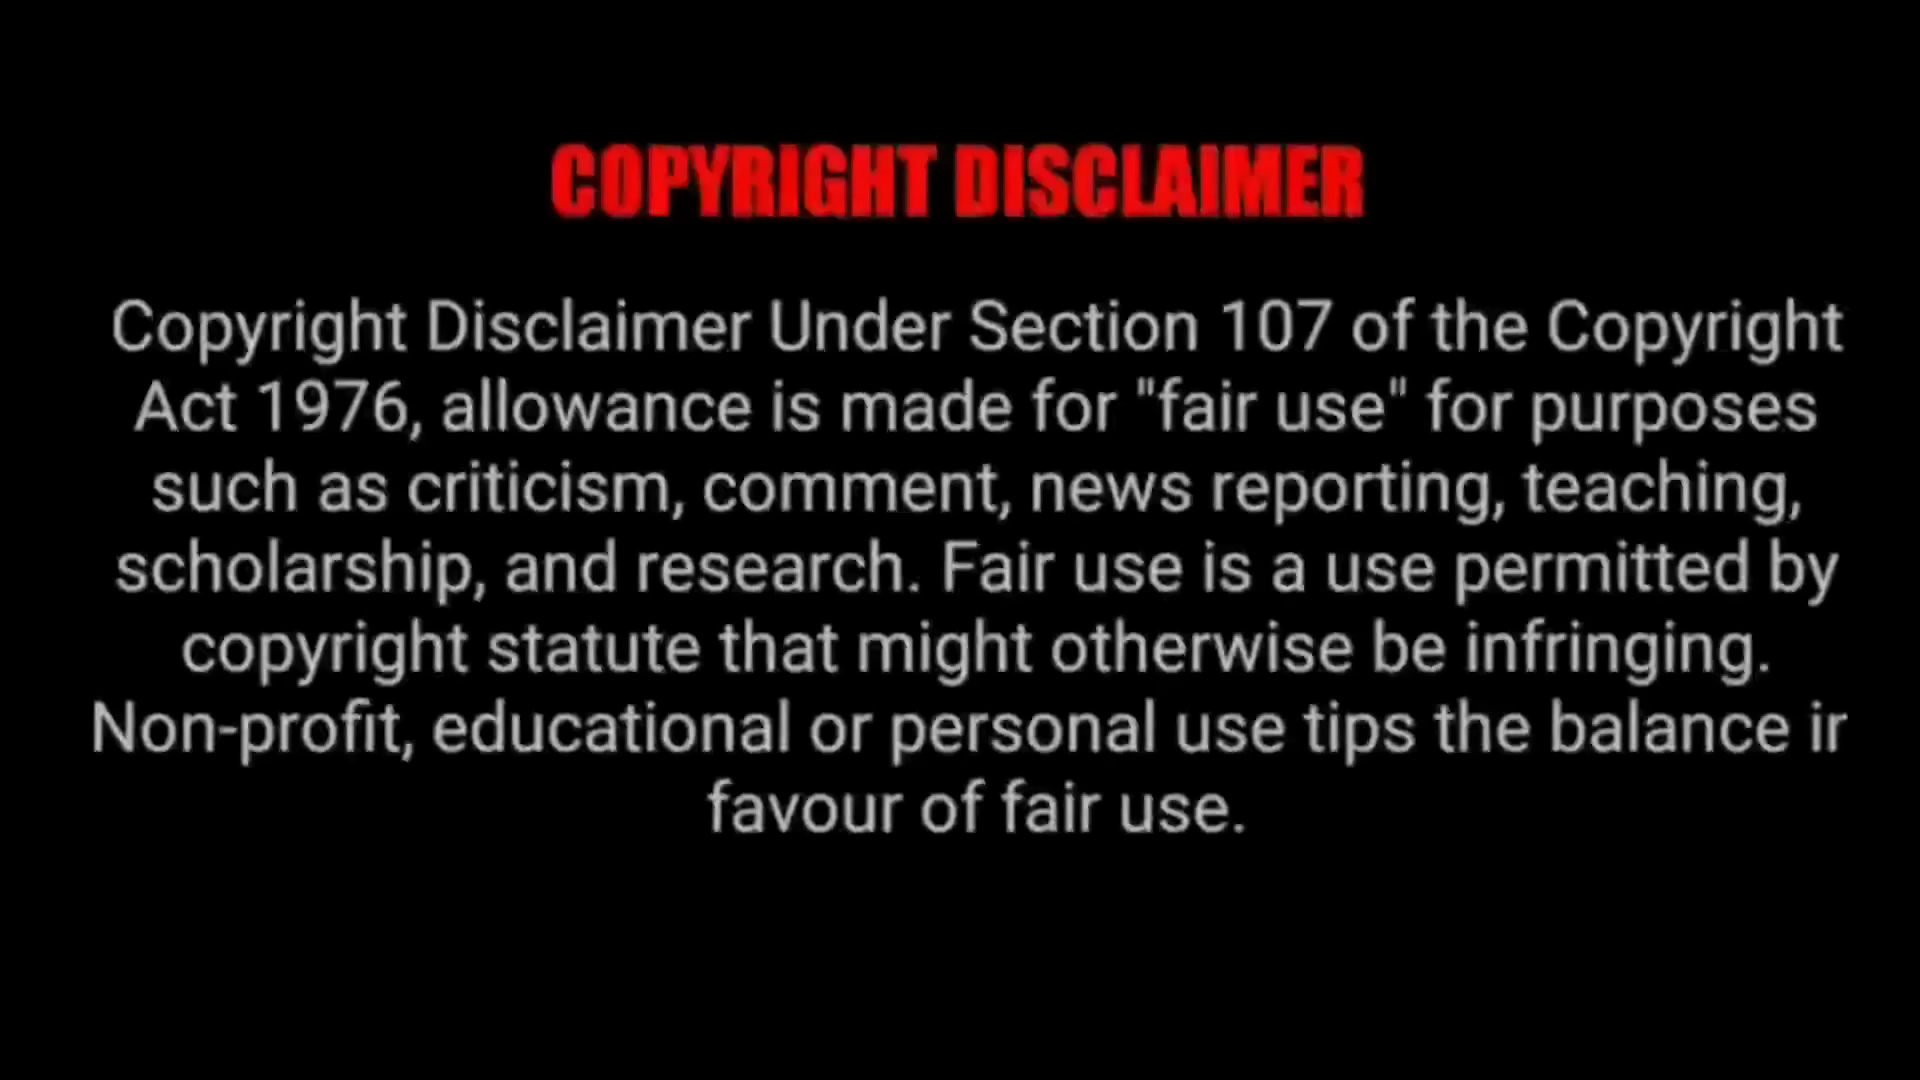 COPYRIGHT DISCLAIMER
Copyright Disclaimer Under Section 107 of the Copyright
Act 1976, allowance is made for "fair use" for purposes
such as criticism, comment, news reporting, teaching,
scholarship, and research. Fair use is a use permitted by
copyright statute that might otherwise be infringing.
Non-profit, educational or personal use tips the balance ir
favour of fair use.